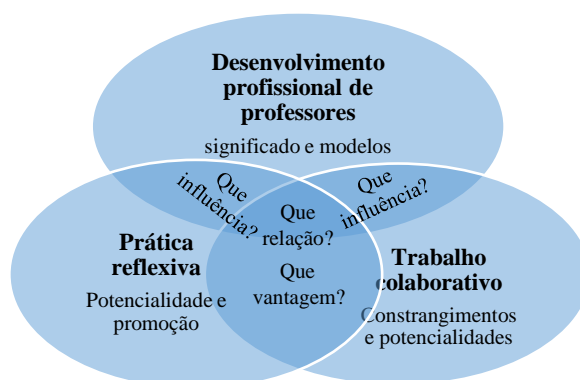 Desenvolvimento
profissional de
professores
significado e modelos
Que
influência?
Que
influência?
Que
relação?
Que
vantagem?
Prática
reflexiva
Potencialidade e
promoção
Trabalho
colaborativo
Constrangimentos
e potencialidades